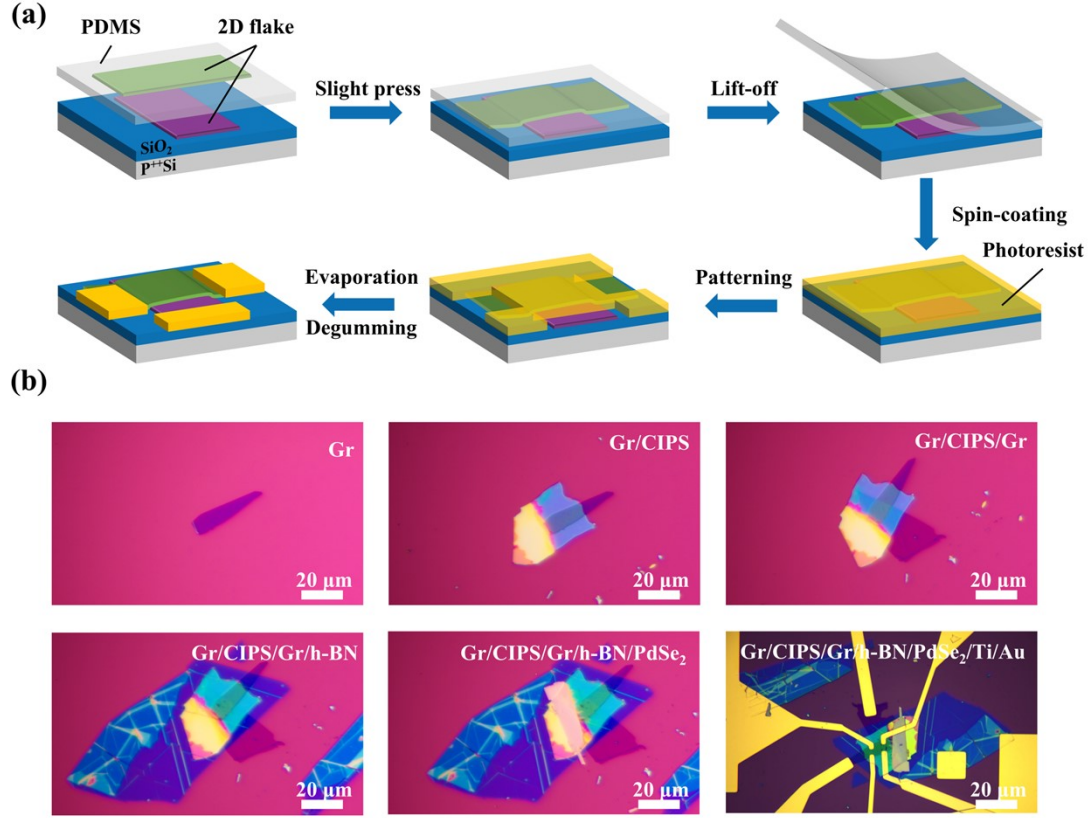 (a)
PDMS
2D flake
SiO₂
P⁺⁺Si
Slight press
Lift-off
Spin-coating
Photoresist
Patterning
Evaporation
Degumming
(b)
Gr
20 μm
Gr/CIPS
20 μm
Gr/CIPS/Gr
20 μm
Gr/CIPS/Gr/h-BN
20 μm
Gr/CIPS/Gr/h-BN/PdSe₂
20 μm
Gr/CIPS/Gr/h-BN/PdSe₂/Ti/Au
20 μm